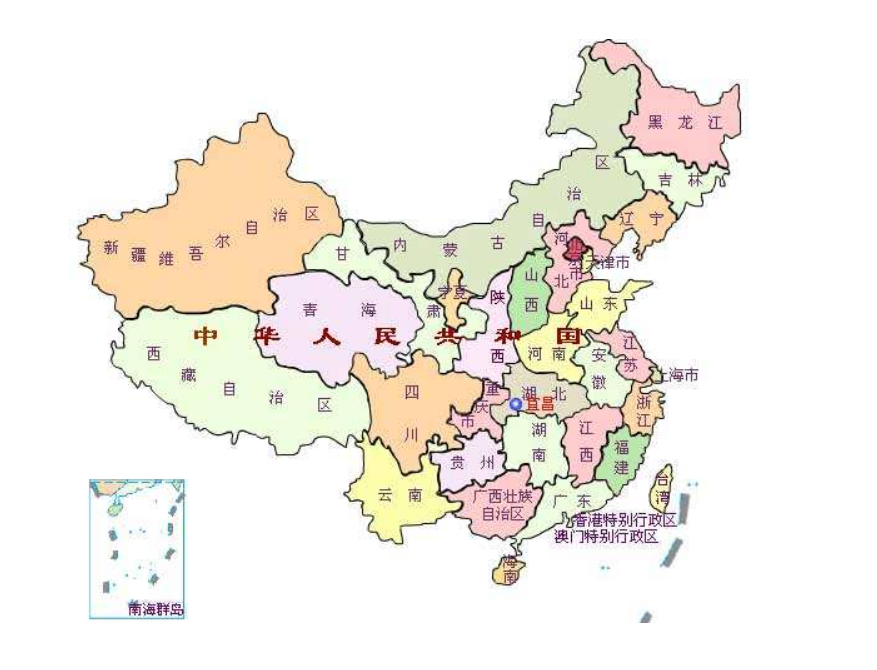 黑龙江
吉林
辽宁
内蒙古自治区
新疆维吾尔自治区
甘肃
宁夏
陕西
山西
河北
北
市
天津市
山东
青海
中华人民共和国
西藏自治区
河南
江苏
安徽
上海市
四川
重庆市
湖北
宜昌
浙江
湖南
江西
福建
贵州
云南
广西壮族
自治区
广东
台湾
香港特别行政区
澳门特别行政区
海南
南海群岛